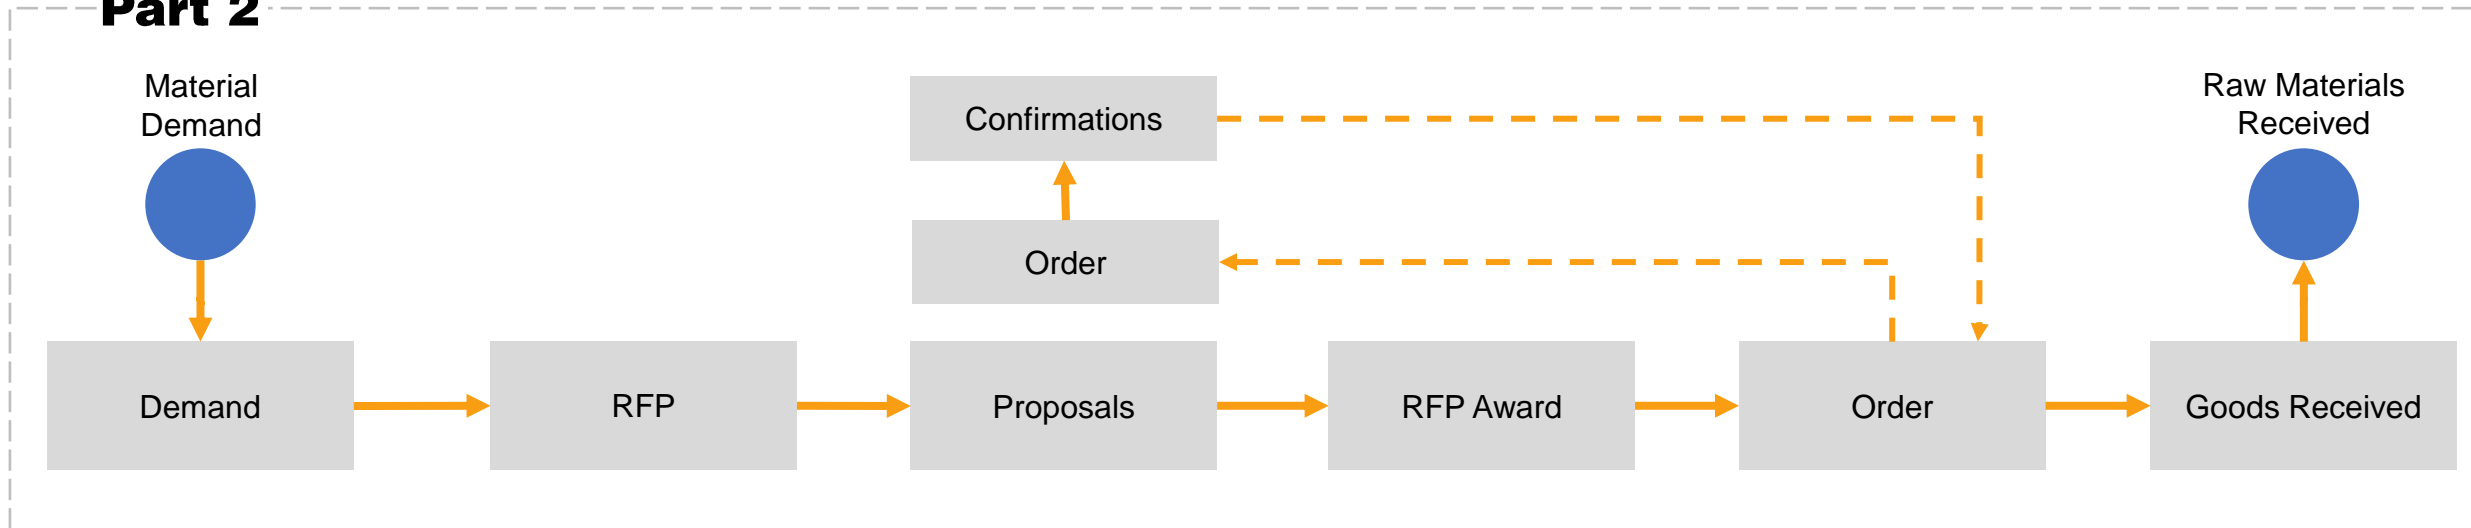 Part 2
Material
Demand
Confirmations
Raw Materials
Received
Order
Demand
RFP
Proposals
RFP Award
Order
Goods Received